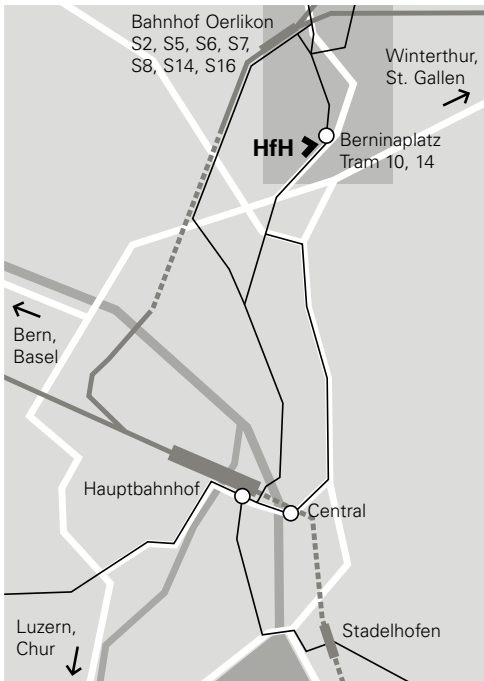 Bahnhof Oerlikon
S2, S5, S6, S7,
S8, S14, S16
Winterthur,
St. Gallen
HfH
Berninaplatz
Tram 10, 14
Bern,
Basel
Hauptbahnhof
Central
Luzern,
Chur
Stadelhofen